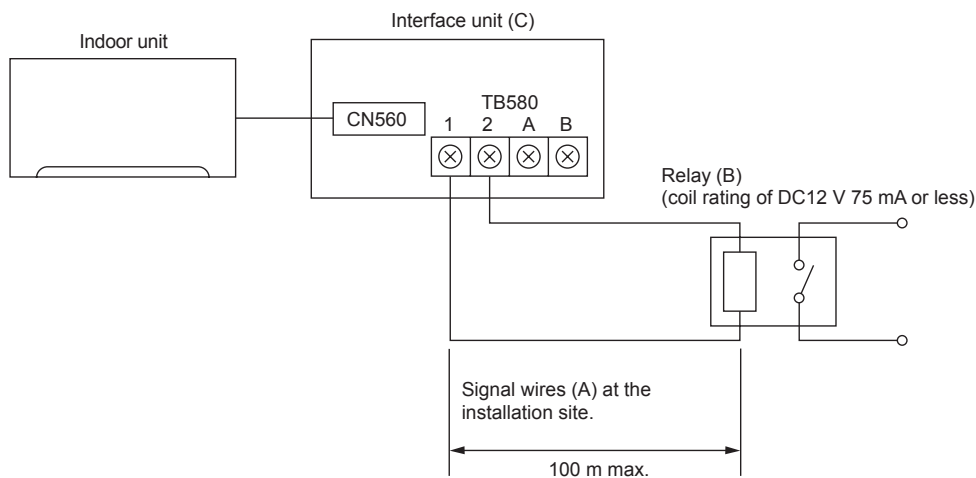 Interface unit (C)
Indoor unit
CN560
TB580
1 2 A B
Relay (B)
(coil rating of DC12 V 75 mA or less)
Signal wires (A) at the
installation site.
100 m max.